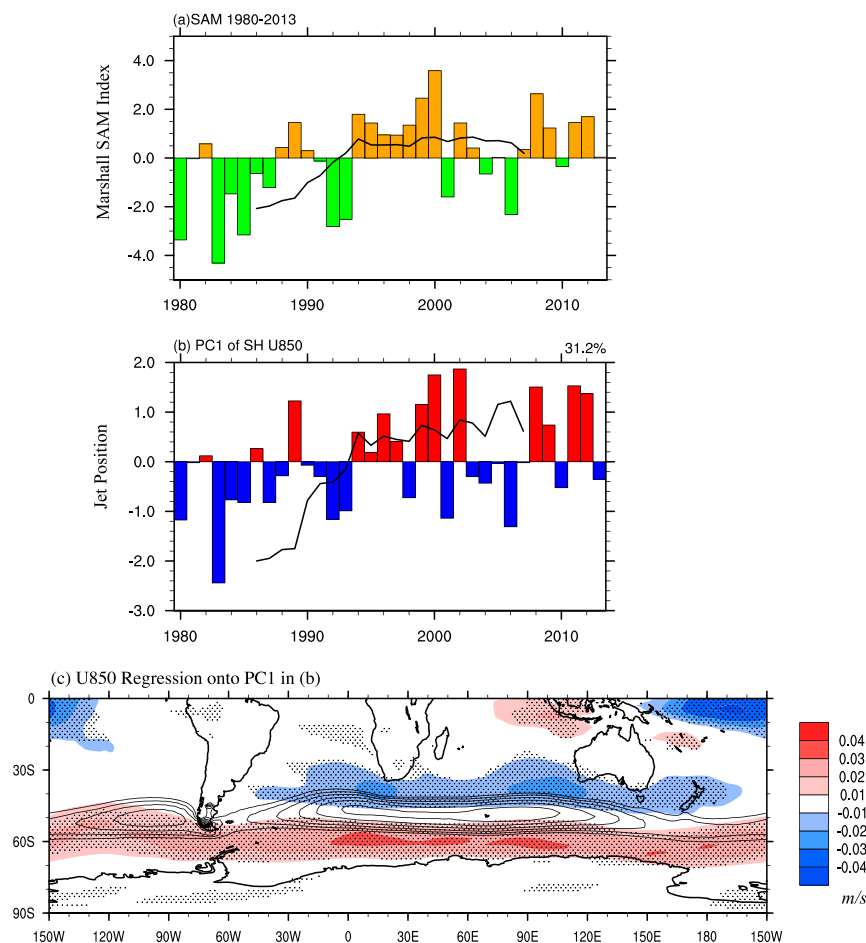 (a)SAM 1980-2013
Marshall SAM Index
4.0
2.0
0.0
-2.0
-4.0
1980 1990 2000 2010
(b) PC1 of SH U850 31.2%
Jet Position
2.0
1.0
0.0
-1.0
-2.0
-3.0
1980 1990 2000 2010
(c) U850 Regression onto PC1 in (b)
0
30S
60S
90S
150W 120W 90W 60W 30W 0 30E 60E 90E 120E 150E 180 150W
0.04
0.03
0.02
0.01
-0.01
-0.02
-0.03
-0.04
m/s